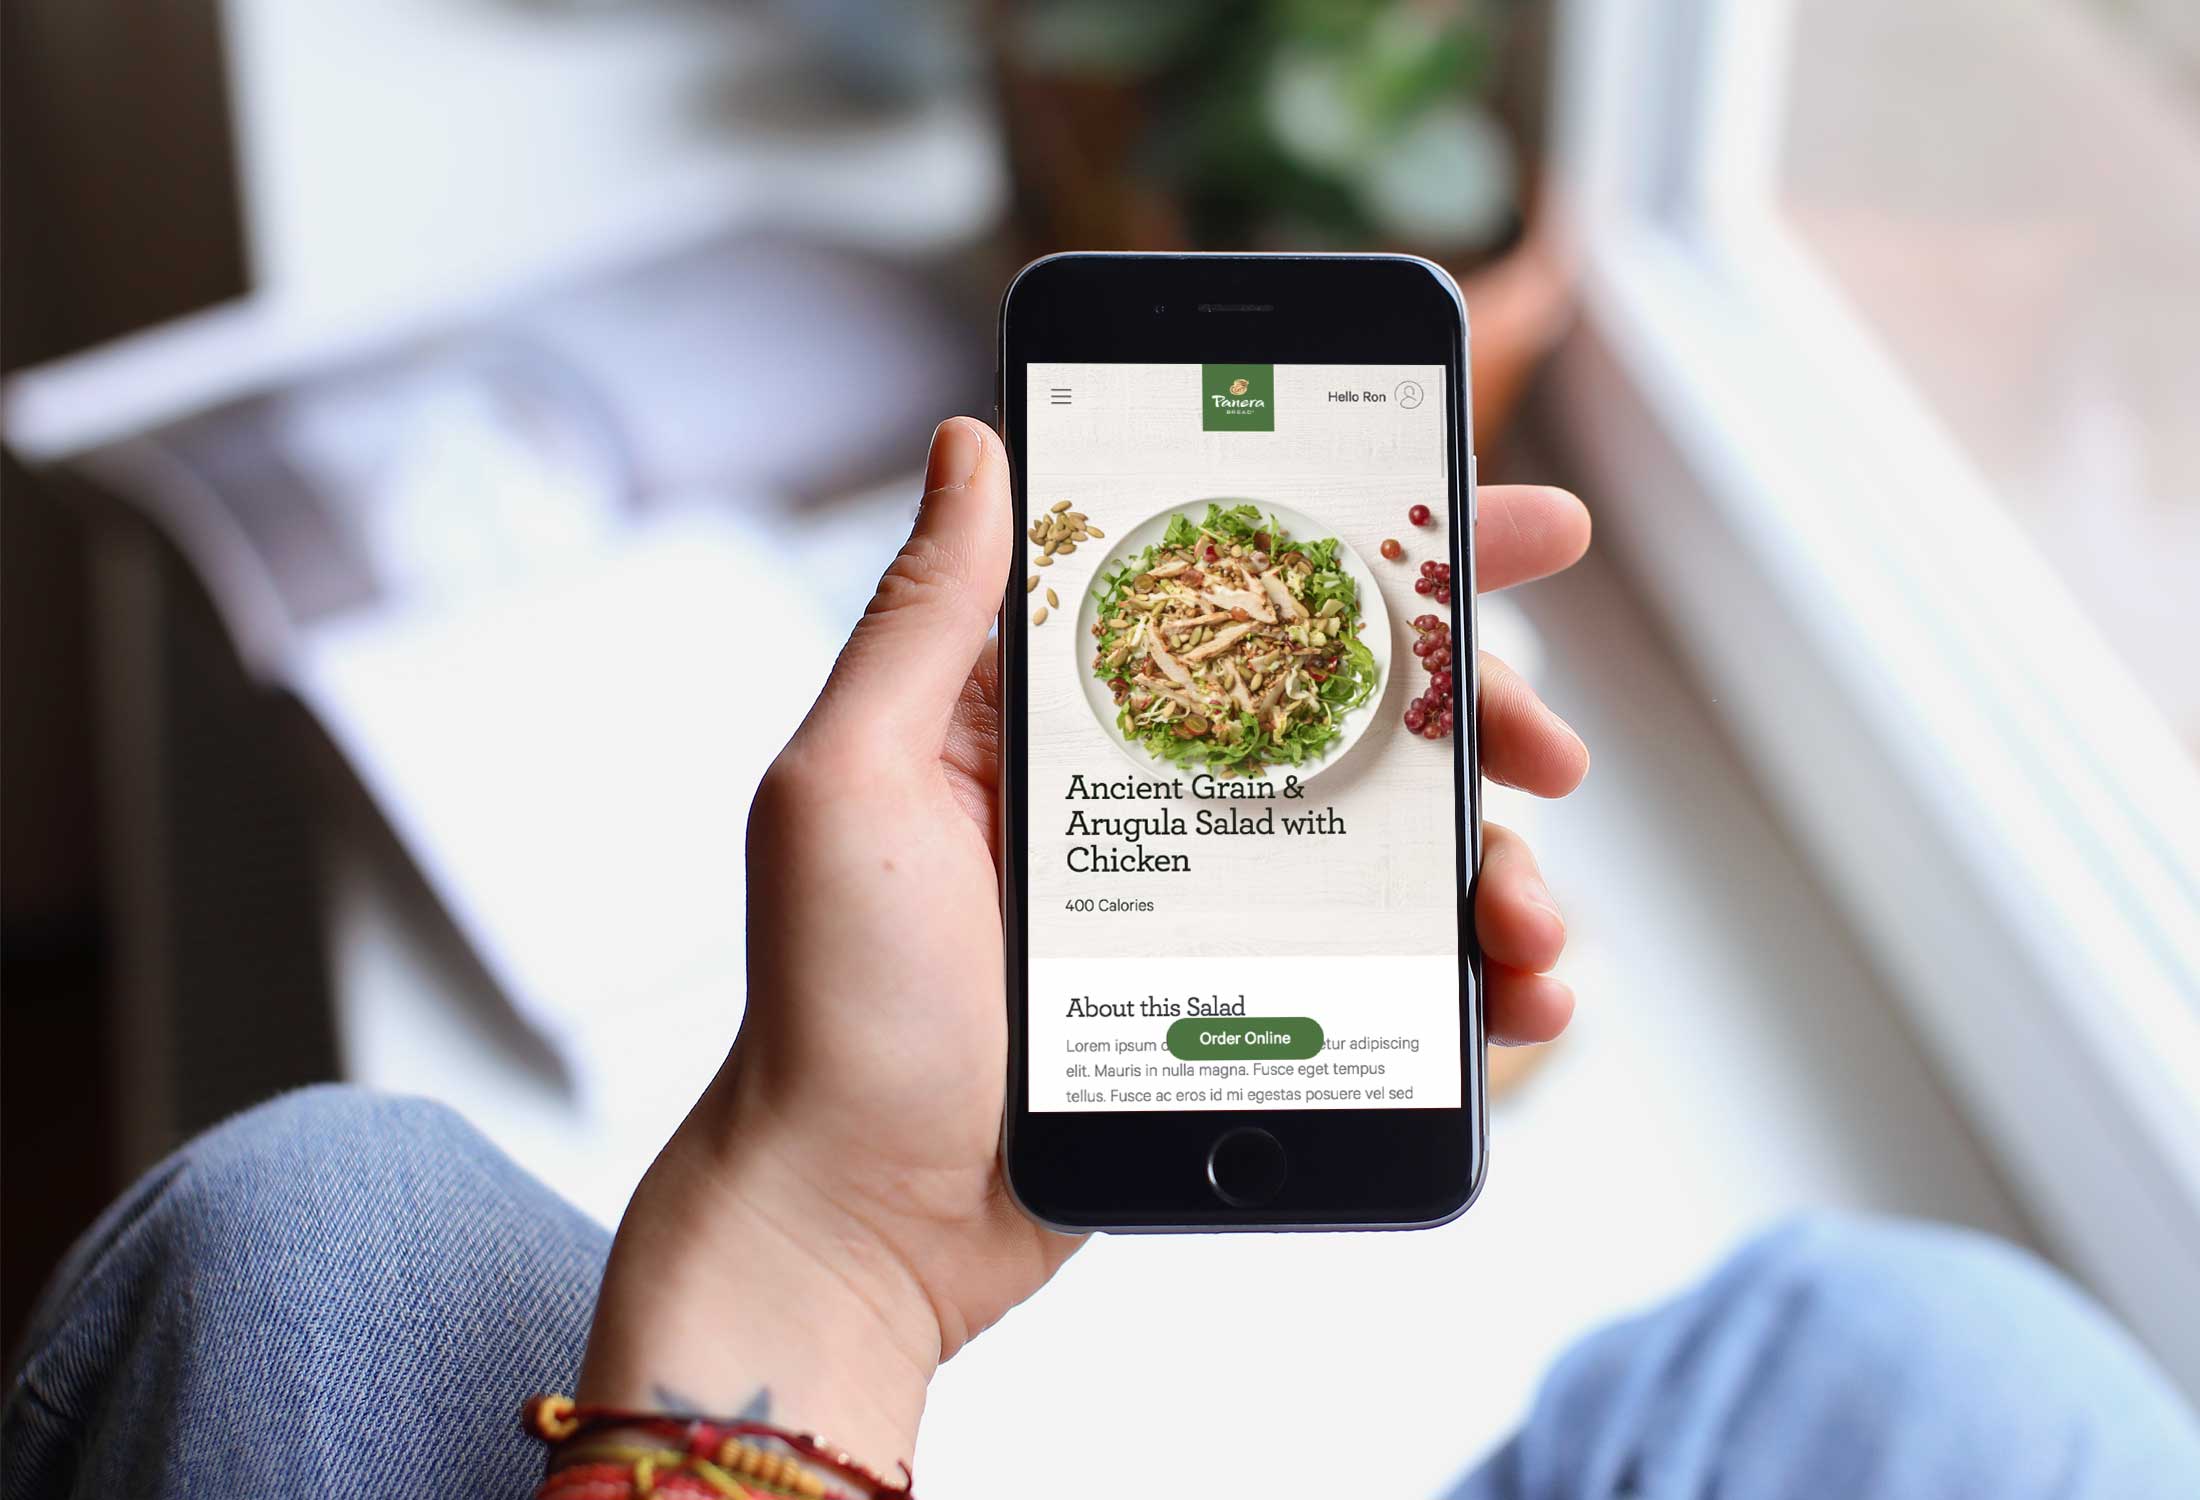 Panera
BREAD
Hello Ron
Ancient Grain &
Arugula Salad with
Chicken
400 Calories
About this Salad
Order Online
Lorem ipsum etur adipiscing
elit. Mauris in nulla magna. Fusce eget tempus
tellus. Fusce ac eros id mi egestas posuere vel sed